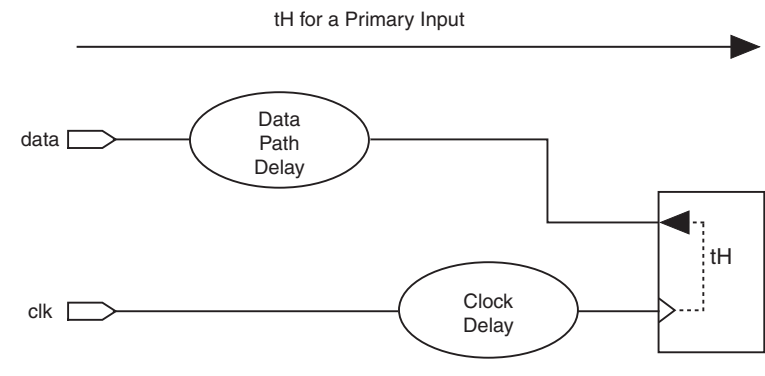 tH for a Primary Input
data
Data
Path
Delay
tH
clk
Clock
Delay